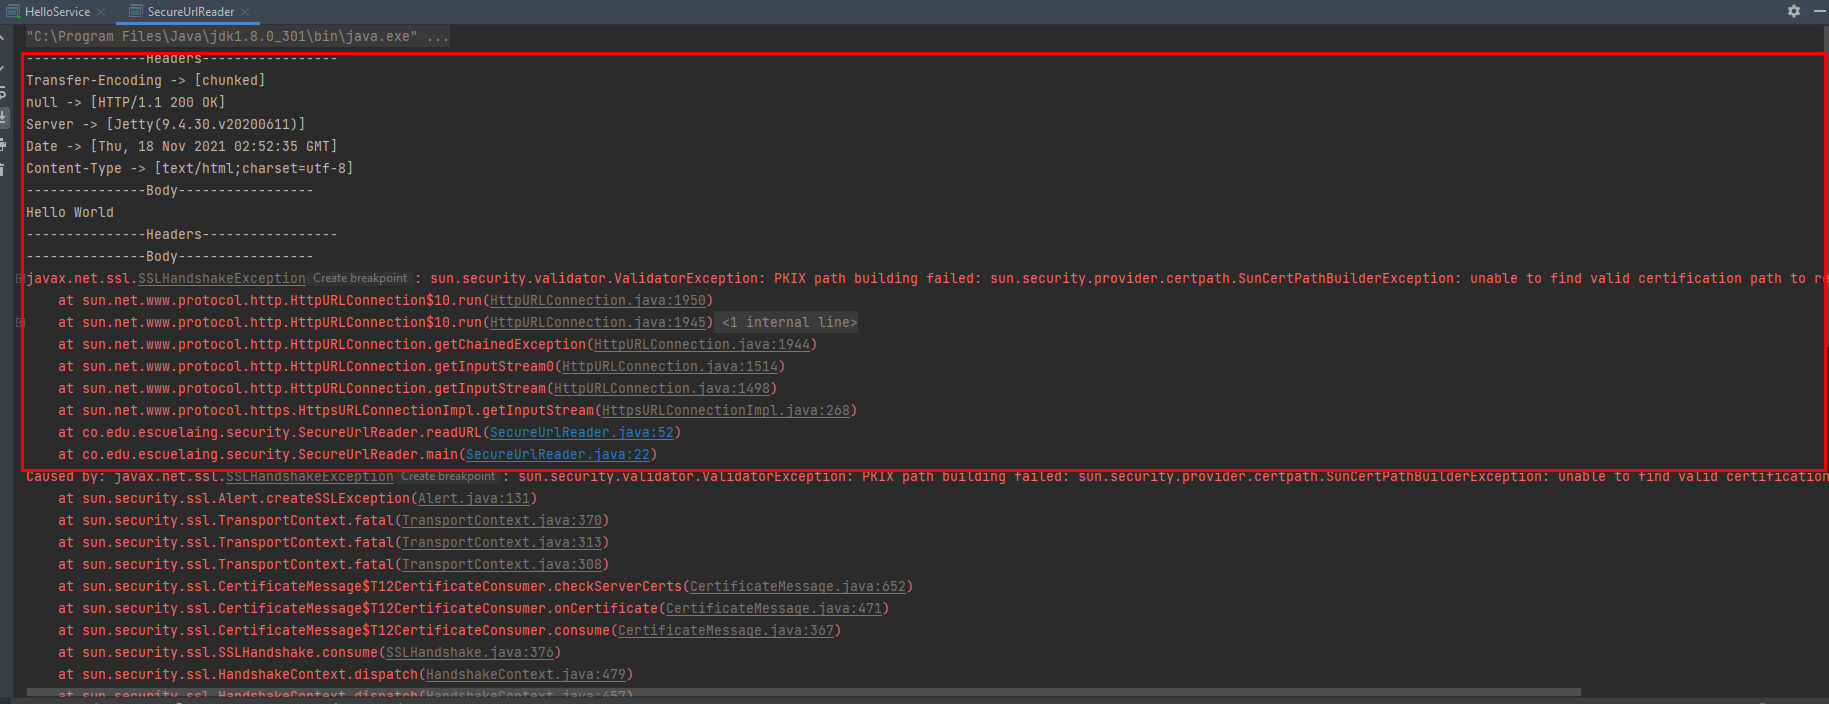 HelloService
SecureUrlReader
"C:\Program Files\Java\jdk1.8.0_301\bin\java.exe" ...
---------------Headers-----------------
Transfer-Encoding -> [chunked]
null -> [HTTP/1.1 200 OK]
Server -> [Jetty(9.4.30.v20200611)]
Date -> [Thu, 18 Nov 2021 02:52:35 GMT]
Content-Type -> [text/html;charset=utf-8]
---------------Body-----------------
Hello World
---------------Headers-----------------
---------------Body-----------------
javax.net.ssl.SSLHandshakeException Create breakpoint : sun.security.validator.ValidatorException: PKIX path building failed: sun.security.provider.certpath.SunCertPathBuilderException: unable to find valid certification path to re
at sun.net.www.protocol.http.HttpURLConnection$10.run(HttpURLConnection.java:1950)
at sun.net.www.protocol.http.HttpURLConnection$10.run(HttpURLConnection.java:1945) <1 internal line>
at sun.net.www.protocol.http.HttpURLConnection.getChainedException(HttpURLConnection.java:1944)
at sun.net.www.protocol.http.HttpURLConnection.getInputStream0(HttpURLConnection.java:1514)
at sun.net.www.protocol.http.HttpURLConnection.getInputStream(HttpURLConnection.java:1498)
at sun.net.www.protocol.https.HttpsURLConnectionImpl.getInputStream(HttpsURLConnectionImpl.java:268)
at co.edu.escuelaing.security.SecureUrlReader.readURL(SecureUrlReader.java:52)
at co.edu.escuelaing.security.SecureUrlReader.main(SecureUrlReader.java:22)
Caused by: javax.net.ssl.SSLHandshakeException Create breakpoint : sun.security.validator.ValidatorException: PKIX path building failed: sun.security.provider.certpath.SunCertPathBuilderException: unable to find valid certification
at sun.security.ssl.Alert.createSSLException(Alert.java:131)
at sun.security.ssl.TransportContext.fatal(TransportContext.java:370)
at sun.security.ssl.TransportContext.fatal(TransportContext.java:313)
at sun.security.ssl.TransportContext.fatal(TransportContext.java:308)
at sun.security.ssl.CertificateMessage$T12CertificateConsumer.checkServerCerts(CertificateMessage.java:652)
at sun.security.ssl.CertificateMessage$T12CertificateConsumer.onCertificate(CertificateMessage.java:471)
at sun.security.ssl.CertificateMessage$T12CertificateConsumer.consume(CertificateMessage.java:367)
at sun.security.ssl.SSLHandshake.consume(SSLHandshake.java:376)
at sun.security.ssl.HandshakeContext.dispatch(HandshakeContext.java:479)
at sun.security.ssl.HandshakeContext.dispatch(HandshakeContext.java:457)